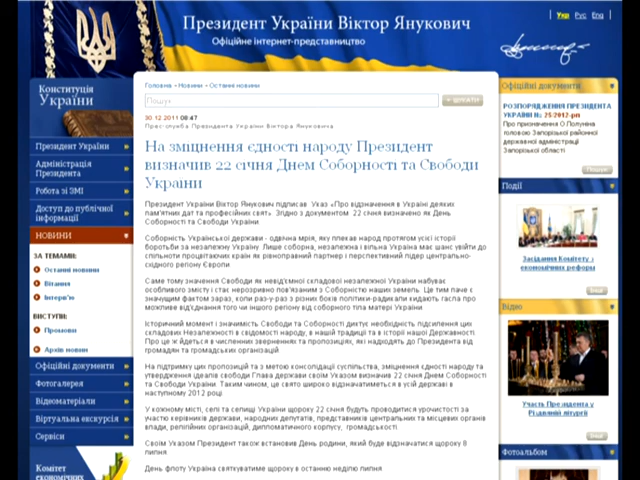 Президент України Віктор Янукович
Офіційне інтернет-представництво
Укр Рус Eng
Конституція
України
Президент України
Адміністрація
Президента
Робота зі ЗМІ
Доступ до публічної
інформації
НОВИНИ
ЗА ТЕМАМИ:
Останні новини
Вітання
Інтерв'ю
ВИСТУПИ:
Промови
Архів новин
Офіційні документи
Фотогалерея
Відеоматеріали
Віртуальна екскурсія
Сервіси
Комітет
економічних
Головна » Новини » Останні новини
Пошук
30.12.2011 08:47
Прес-служба Президента України Віктора Януковича
На зміцнення єдності народу Президент
визначив 22 січня Днем Соборності та Свободи
України
Президент України Віктор Янукович підписав Указ «Про відзначення в Україні деяких
пам'ятних дат та професійних свят» Згідно з документом 22 січня визначено як День
Соборності та Свободи України
Соборність Української держави - одвічна мрія, яку плекав народ протягом усієї історії
боротьби за незалежну Україну Лише соборна, незалежна і вільна Україна має шанс увійти до
спільноти процвітаючих країн як рівноправний партнер і перспективний лідер центрально-
східного регіону Європи
Саме тому значення Свободи як невід'ємної складової незалежної України набуває
особливого змісту і стає нерозривно пов'язаним з Соборністю наших земель Це тим паче є
значущим фактом зараз, коли раз-у-раз з різних боків політики-радикали кидають гасла про
можливе від'єднання того чи іншого регіону від соборного тіла матері України
Історичний момент і значимість Свободи та Соборності диктує необхідність підсилення цих
складових Незалежності в свідомості народу, в нашій традиції та в історії нашої Державності
Про це ж йдеться в численних зверненнях та пропозиціях, які надходять до Президента від
громадян та громадських організацій
На підтримку цих пропозицій та з метою консолідації суспільства, зміцнення єдності народу та
утвердження ідеалів свободи Глава держави своїм Указом визначив 22 січня Днем Соборності
та Свободи України. Таким чином, це свято широко відзначатиметься в усій державі в
наступному 2012 році
У кожному місті, селі та селищі України щороку 22 січня будуть проводитися урочистості за
участю керівників держави, народних депутатів, представників центральних та місцевих органів
влади, релігійних організацій, дипломатичного корпусу, громадськості
Своїм Указом Президент також встановив День родини, який буде відзначатися щороку 8
липня
День флоту Україна святкуватиме щороку в останню неділю липня
Офіційні документи
РОЗПОРЯДЖЕННЯ ПРЕЗИДЕНТА
УКРАЇНИ № 25/2012-рп
Про призначення О Полуніна
головою Запорізької районної
державної адміністрації
Запорізької області
Пошук
Події
Засідання Комітету з
економічних реформ
Інші
Відео
Участь Президента у
Різдвяній літургії
Інші
Фотоальбом